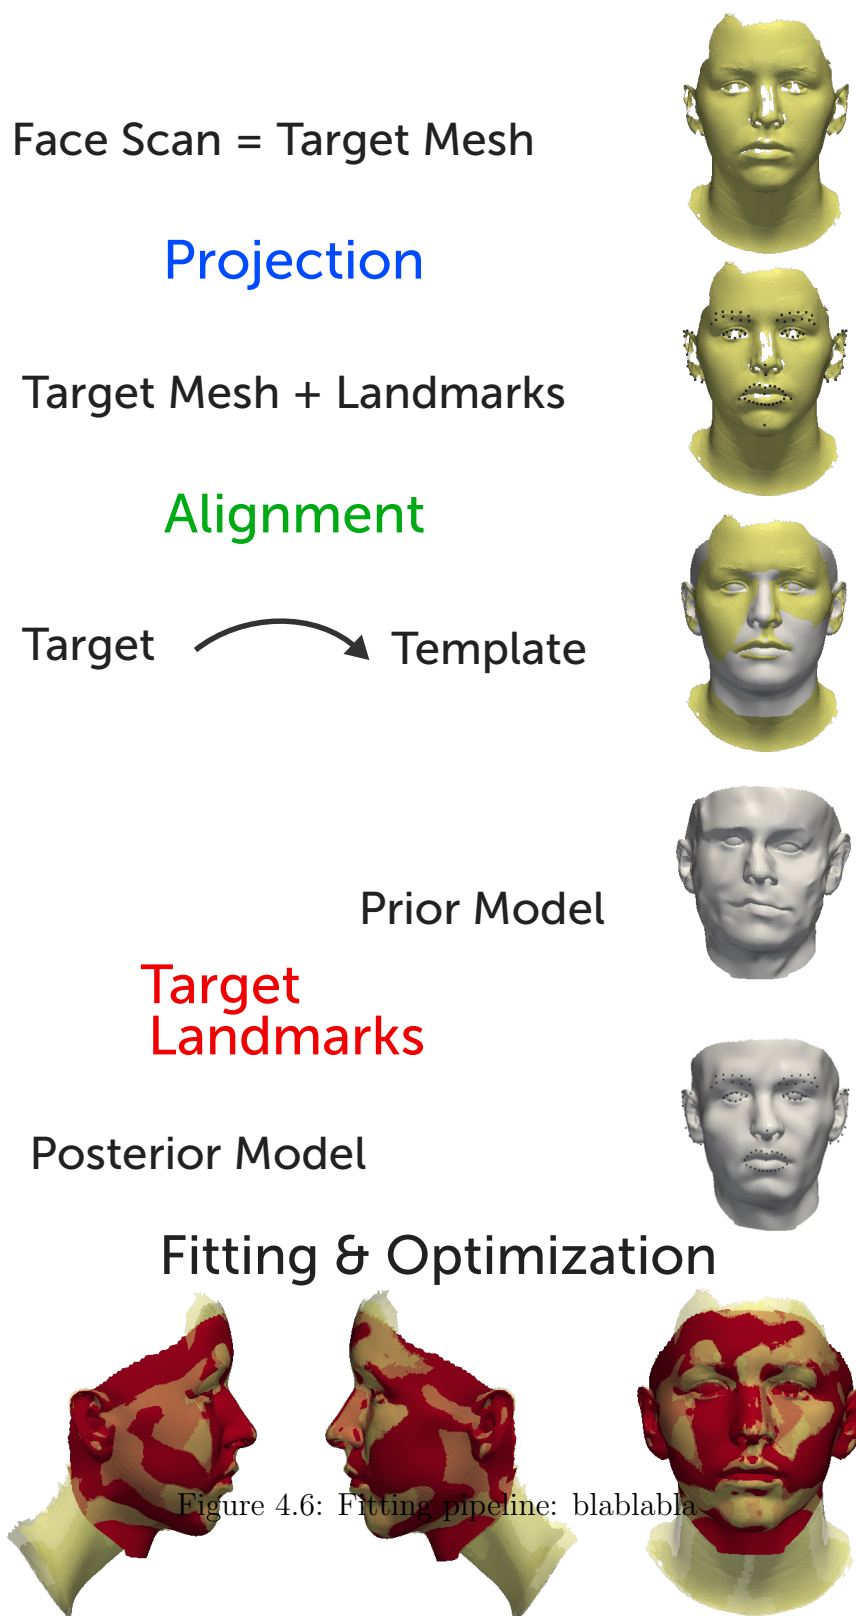 Face Scan = Target Mesh
Projection
Target Mesh + Landmarks
Alignment
Target Template
Prior Model
Target
Landmarks
Posterior Model
Fitting & Optimization
Figure 4.6: Fitting pipeline: blablabla